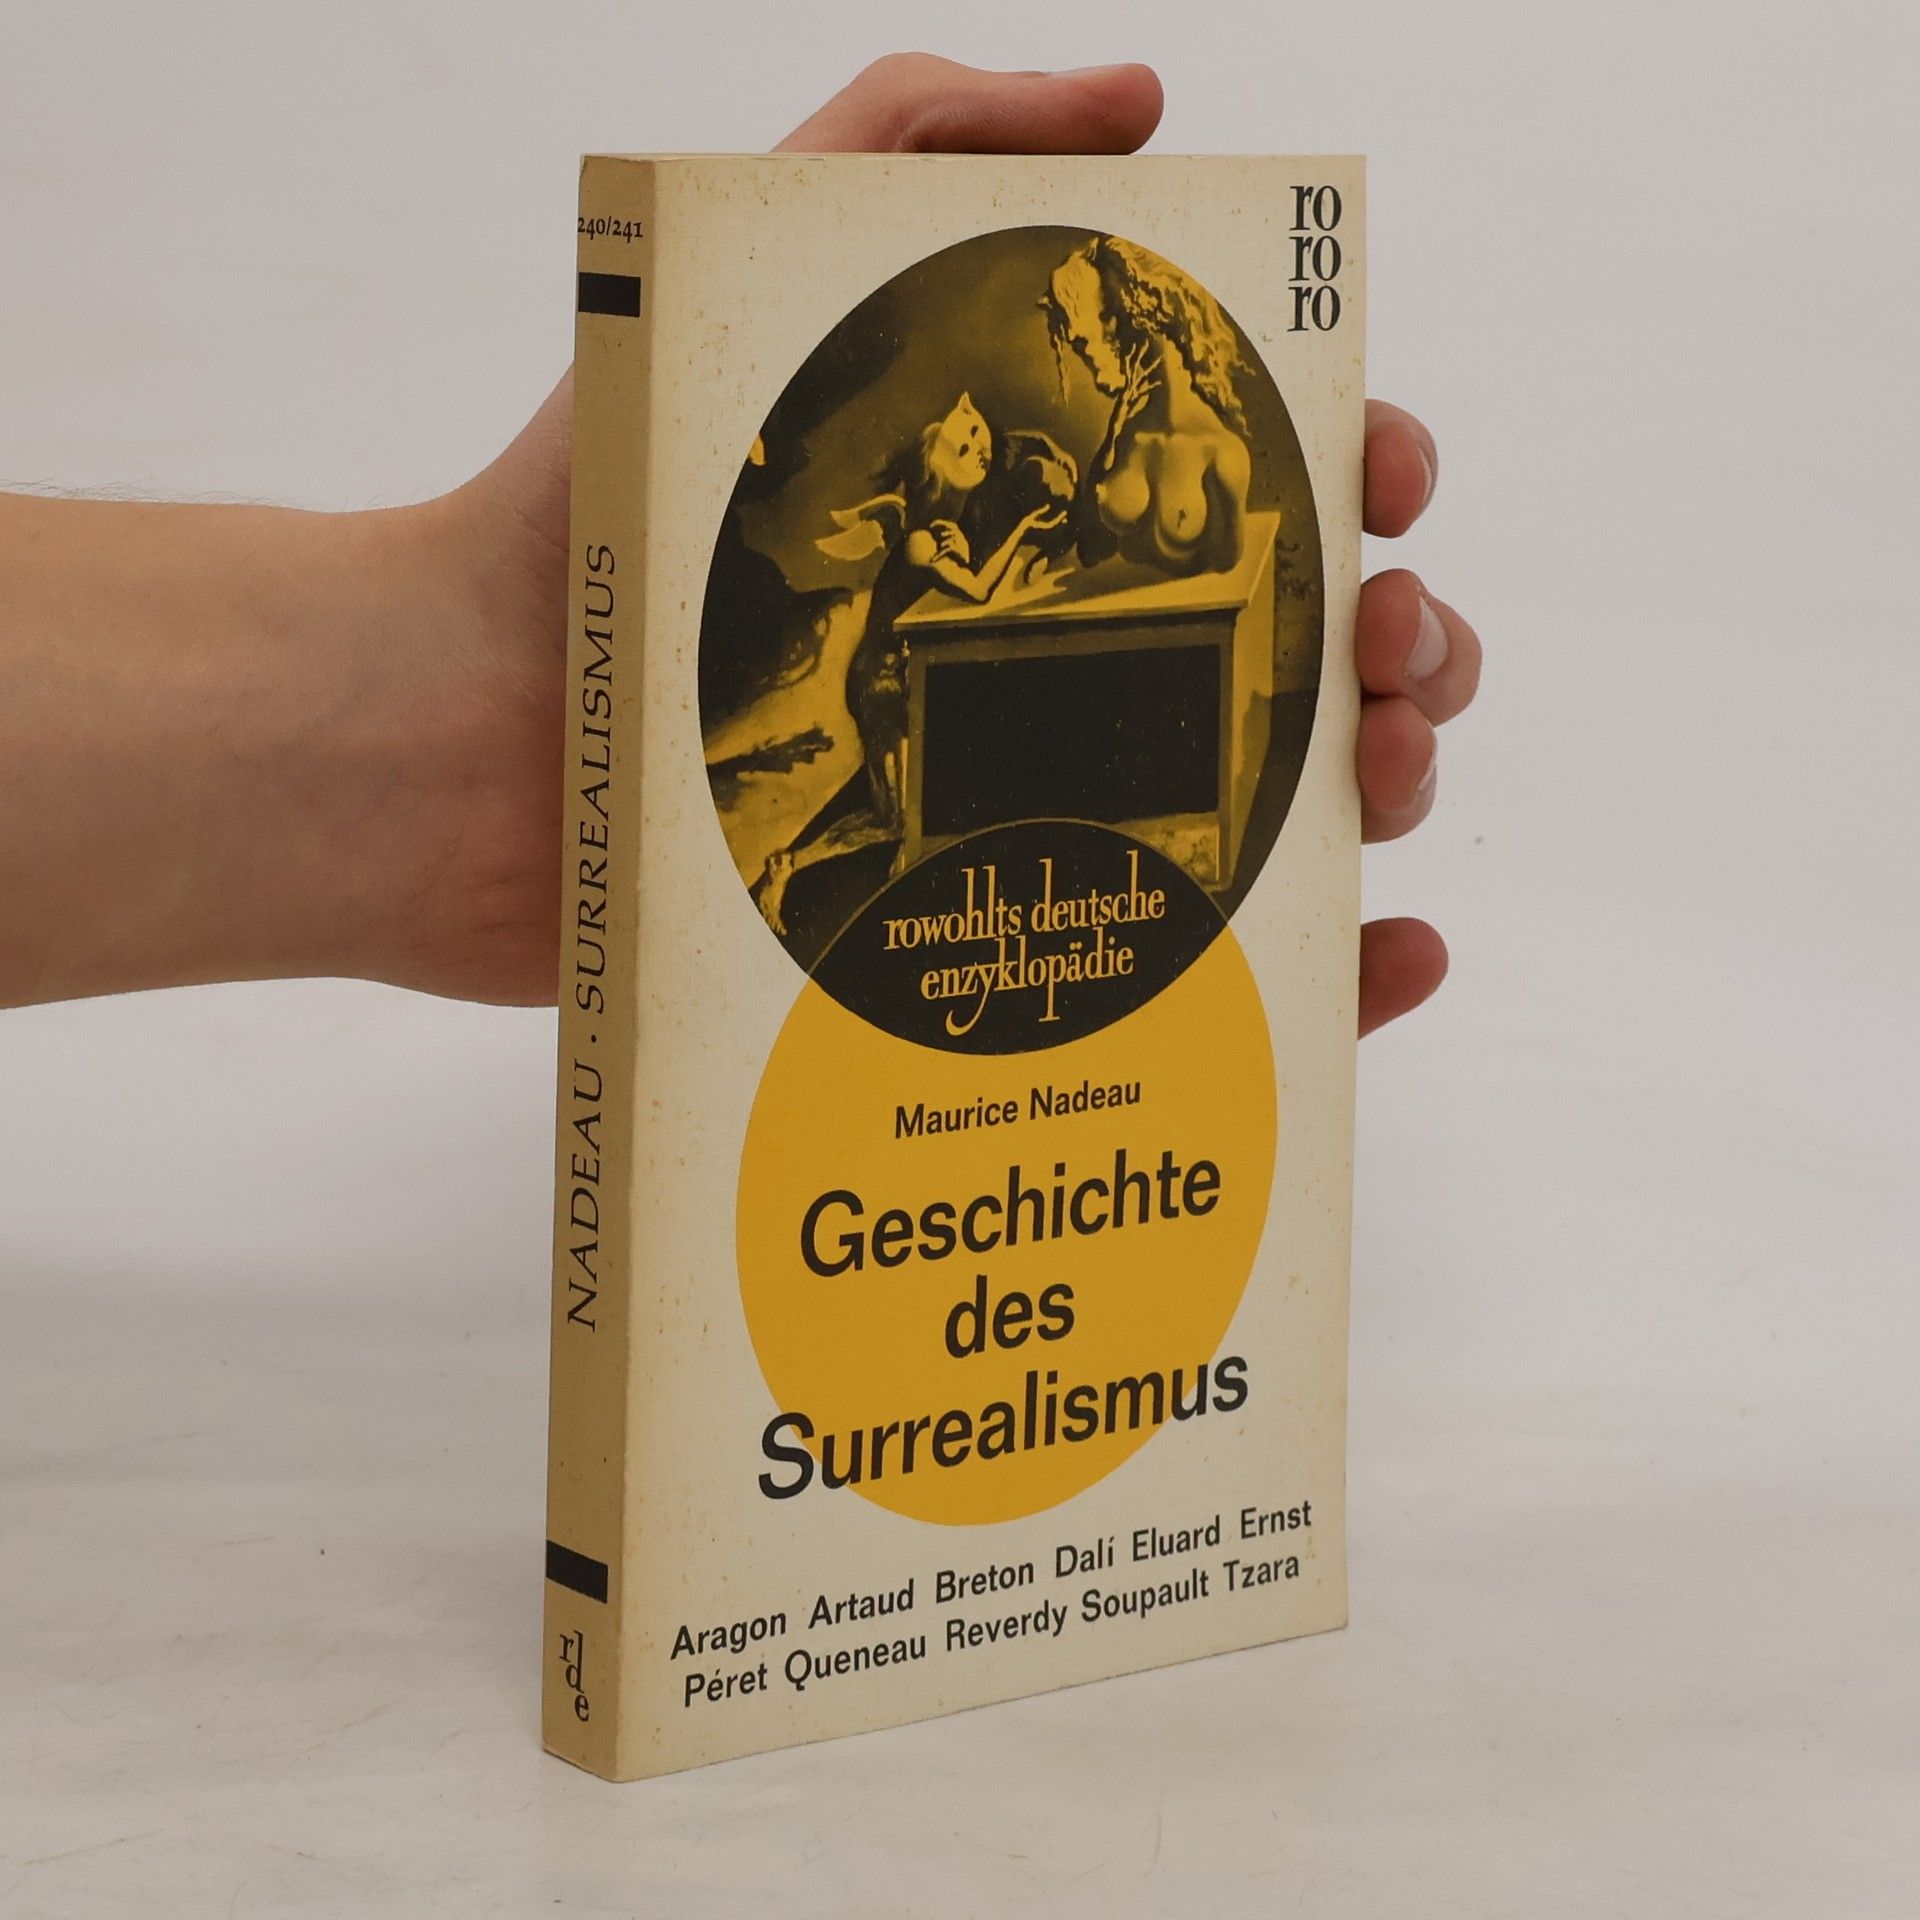 240/241
NADEAU · SURREALISMUS
rde
ro
ro
ro
rowohlts deutsche
enzyklopädie
Maurice Nadeau
Geschichte
des
Surrealismus
Aragon Artaud Breton Dalí Eluard Ernst
Péret Queneau Reverdy Soupault Tzara